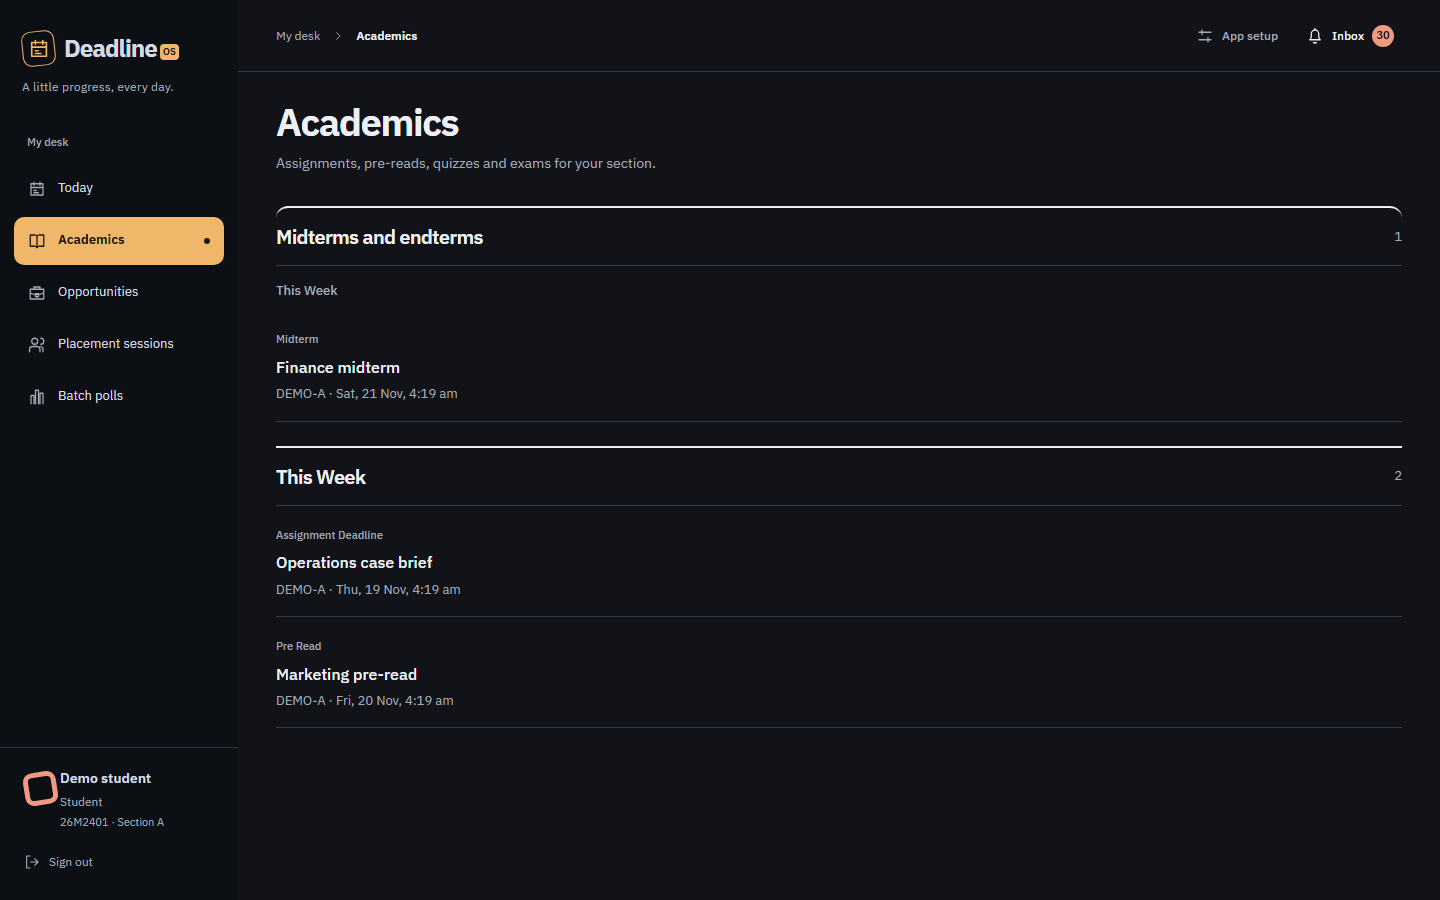 Deadline OS
A little progress, every day.
My desk
Today
Academics
Opportunities
Placement sessions
Batch polls
Demo student
Student
26M2401 · Section A
Sign out
My desk > Academics
App setup
Inbox 30
Academics
Assignments, pre-reads, quizzes and exams for your section.
Midterms and endterms 1
This Week
Midterm
Finance midterm
DEMO-A · Sat, 21 Nov, 4:19 am
This Week 2
Assignment Deadline
Operations case brief
DEMO-A · Thu, 19 Nov, 4:19 am
Pre Read
Marketing pre-read
DEMO-A · Fri, 20 Nov, 4:19 am